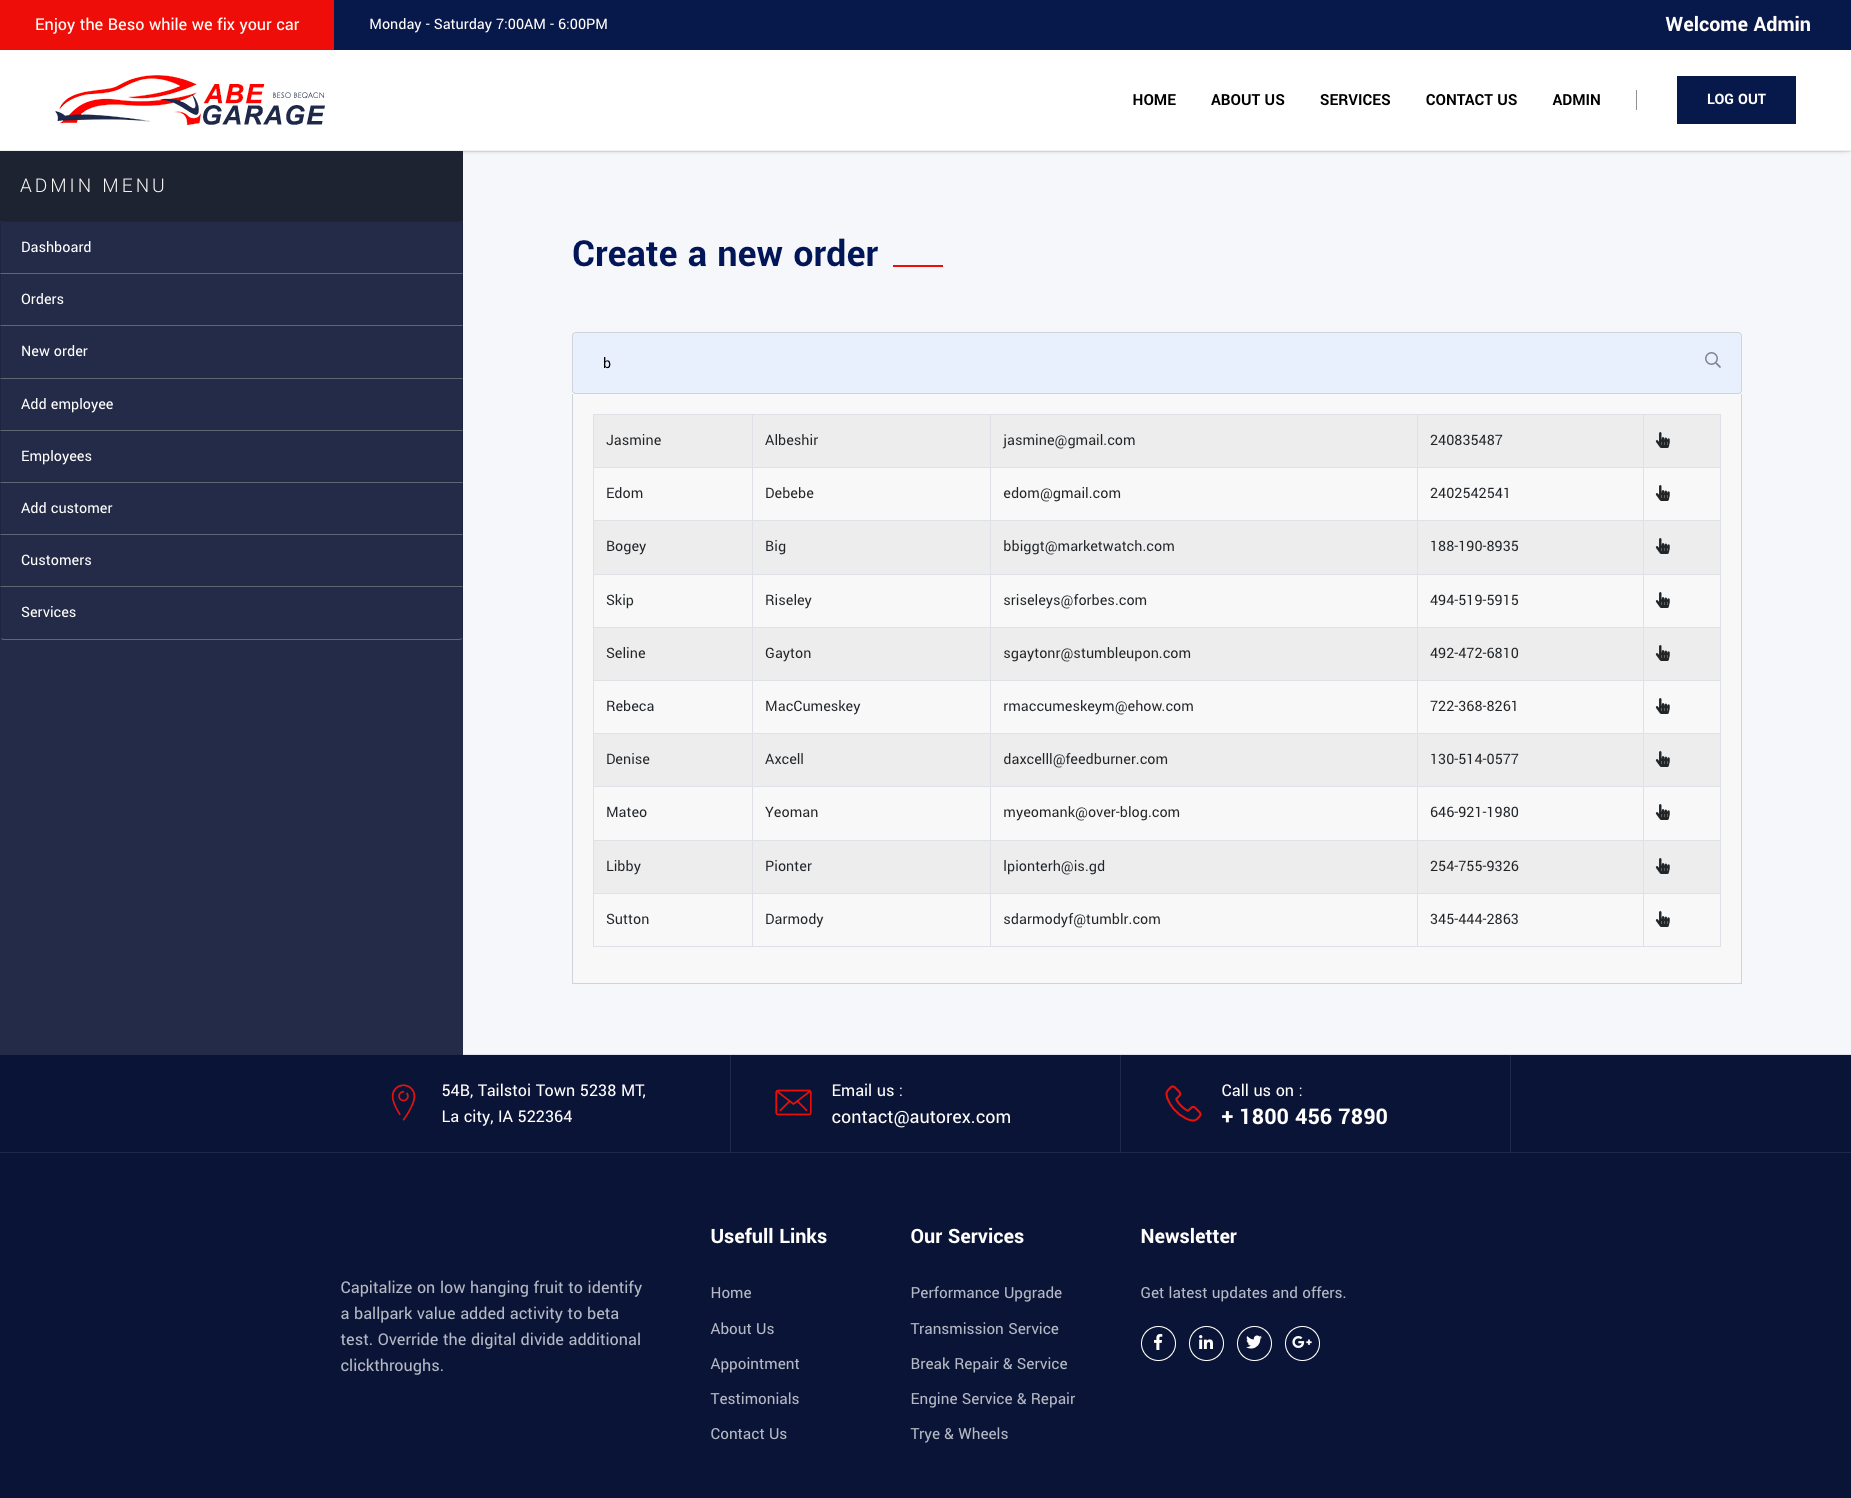 Enjoy the Beso while we fix your car
Monday - Saturday 7:00AM - 6:00PM
Welcome Admin
ABE BESO BEQACN
GARAGE
HOME ABOUT US SERVICES CONTACT US ADMIN LOG OUT
ADMIN MENU
Dashboard
Orders
New order
Add employee
Employees
Add customer
Customers
Services
Create a new order
b
Jasmine Albeshir jasmine@gmail.com 240835487
Edom Debebe edom@gmail.com 2402542541
Bogey Big bbiggt@marketwatch.com 188-190-8935
Skip Riseley sriseleys@forbes.com 494-519-5915
Seline Gayton sgaytonr@stumbleupon.com 492-472-6810
Rebeca MacCumeskey rmaccumeskeym@ehow.com 722-368-8261
Denise Axcell daxcelll@feedburner.com 130-514-0577
Mateo Yeoman myeomank@over-blog.com 646-921-1980
Libby Pionter lpionterh@is.gd 254-755-9326
Sutton Darmody sdarmodyf@tumblr.com 345-444-2863
54B, Tailstoi Town 5238 MT,
La city, IA 522364
Email us :
contact@autorex.com
Call us on :
+ 1800 456 7890
Capitalize on low hanging fruit to identify
a ballpark value added activity to beta
test. Override the digital divide additional
clickthroughs.
Usefull Links
Home
About Us
Appointment
Testimonials
Contact Us
Our Services
Performance Upgrade
Transmission Service
Break Repair & Service
Engine Service & Repair
Trye & Wheels
Newsletter
Get latest updates and offers.